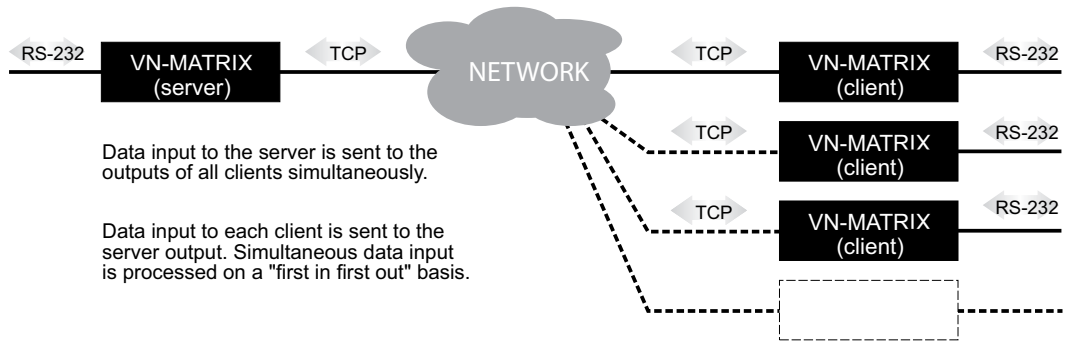 RS-232
VN-MATRIX
(server)
TCP
NETWORK
TCP
VN-MATRIX
(client)
RS-232
TCP
VN-MATRIX
(client)
RS-232
Data input to the server is sent to the
outputs of all clients simultaneously.
TCP
VN-MATRIX
(client)
RS-232
Data input to each client is sent to the
server output. Simultaneous data input
is processed on a "first in first out" basis.